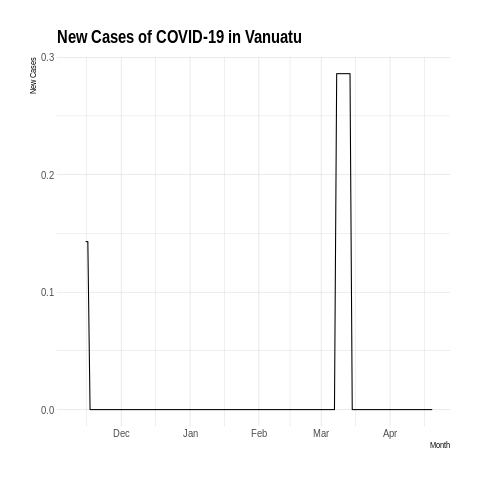 New Cases of COVID-19 in Vanuatu
New Cases
0.3
0.2
0.1
0.0
Dec Jan Feb Mar Apr
Month